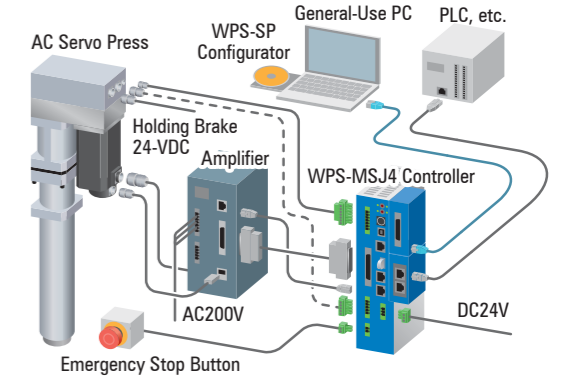 General-Use PC
PLC, etc.
WPS-SP
Configurator
AC Servo Press
Holding Brake
24-VDC
Amplifier
WPS-MSJ4 Controller
AC200V
DC24V
Emergency Stop Button